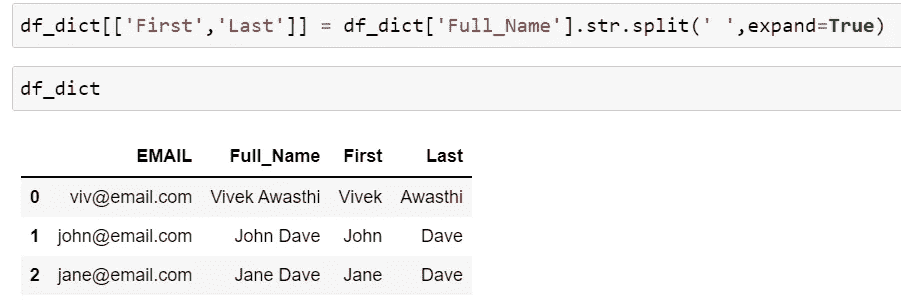 df_dict[['First','Last']] = df_dict['Full_Name'].str.split(' ',expand=True)
df_dict
EMAIL Full_Name First Last
0 viv@email.com Vivek Awasthi Vivek Awasthi
1 john@email.com John Dave John Dave
2 jane@email.com Jane Dave Jane Dave